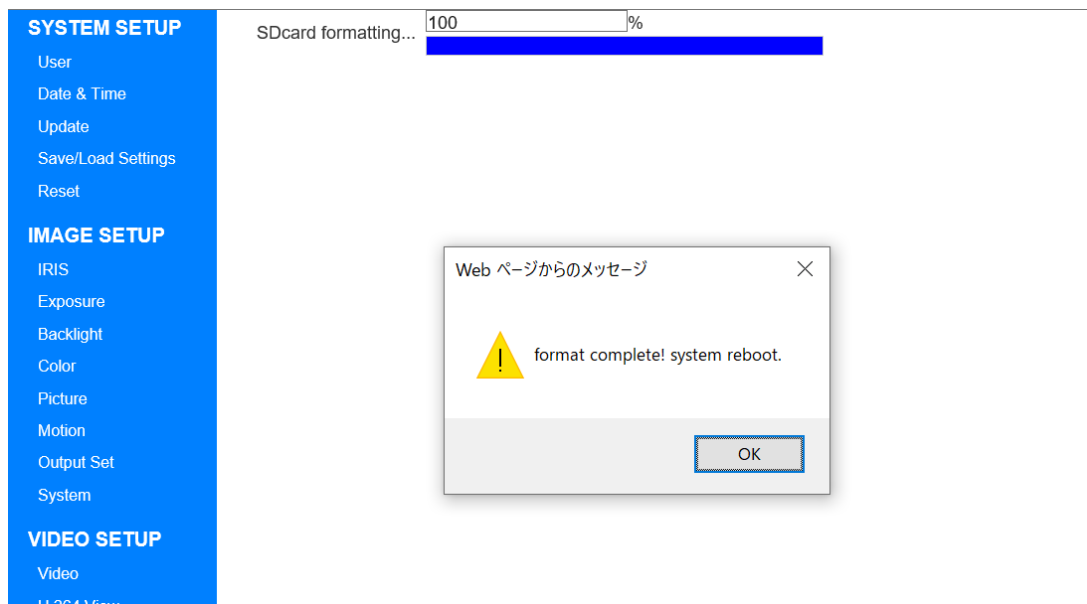 SYSTEM SETUP
User
Date & Time
Update
Save/Load Settings
Reset
IMAGE SETUP
IRIS
Exposure
Backlight
Color
Picture
Motion
Output Set
System
VIDEO SETUP
Video
H.264 View
SDcard formatting... 100 %
Web ページからのメッセージ
format complete! system reboot.
OK